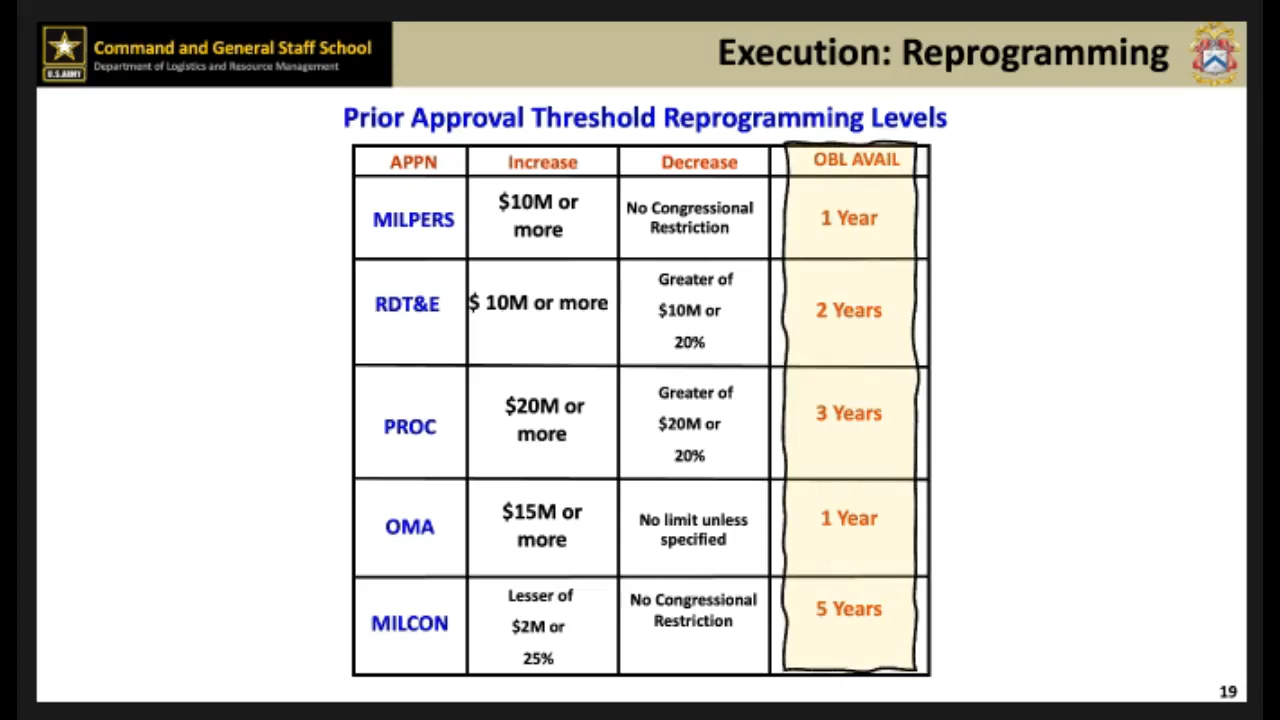 Command and General Staff School
Department of Logistics and Resource Management
U.S.ARMY
Execution: Reprogramming
Prior Approval Threshold Reprogramming Levels
APPN Increase Decrease OBL AVAIL
MILPERS
$10M or
more
No Congressional
Restriction
1 Year
RDT&E
$ 10M or more
Greater of
$10M or
20%
2 Years
PROC
$20M or
more
Greater of
$20M or
20%
3 Years
OMA
$15M or
more
No limit unless
specified
1 Year
MILCON
Lesser of
$2M or
25%
No Congressional
Restriction
5 Years
19